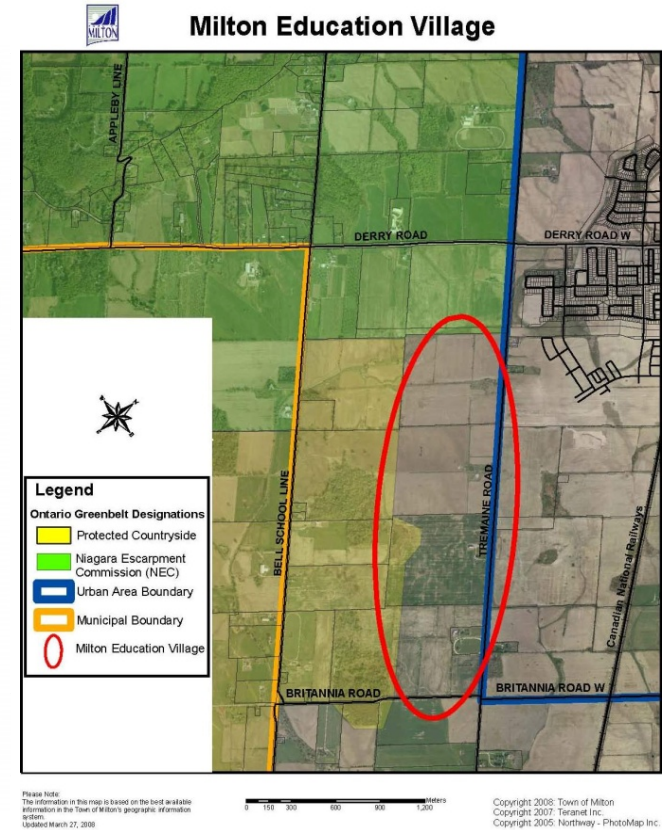 MILTON
Milton Education Village
APPLEBY LINE
DERRY ROAD
DERRY ROAD W
BELL SCHOOL LINE
TREMAINE ROAD
Canadian National Railways
BRITANNIA ROAD
BRITANNIA ROAD W
Legend
Ontario Greenbelt Designations
Protected Countryside
Niagara Escarpment
Commission (NEC)
Urban Area Boundary
Municipal Boundary
Milton Education Village
Please Note:
The information in this map is based on the best available
information in the Town of Milton's geographic information
system.
Updated March 27, 2008
Meters
0 150 300 600 900 1,200
Copyright 2008: Town of Milton
Copyright 2007: Teranet Inc.
Copyright 2005: Northway - PhotoMap Inc.